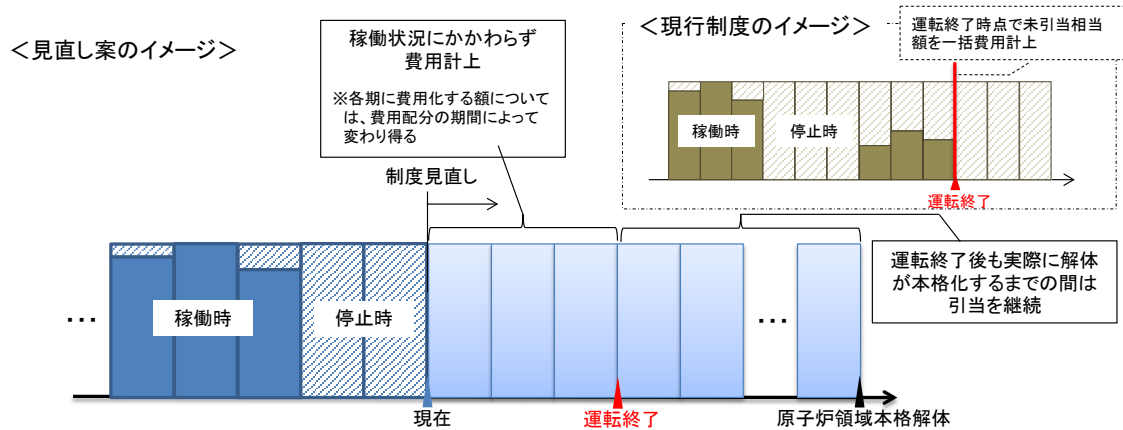 ＜見直し案のイメージ＞
稼働状況にかかわらず
費用計上
※各期に費用化する額については、費用配分の期間によって
変わり得る
制度見直し
＜現行制度のイメージ＞
運転終了時点で未引当相当
額を一括費用計上
稼働時
停止時
運転終了
運転終了後も実際に解体
が本格化するまでの間は
引当を継続
…
稼働時
停止時
…
現在
運転終了
原子炉領域本格解体